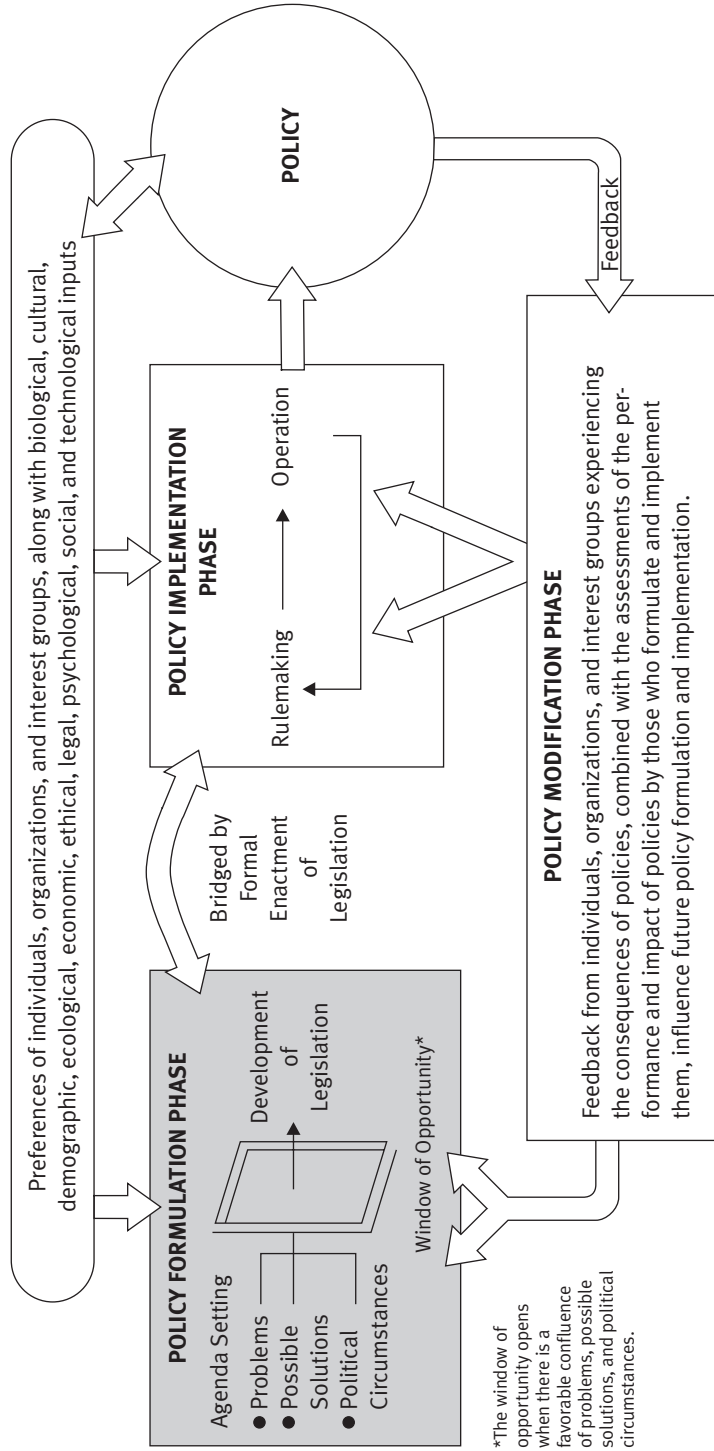 Preferences of individuals, organizations, and interest groups, along with biological, cultural,
demographic, ecological, economic, ethical, legal, psychological, social, and technological inputs
POLICY FORMULATION PHASE
Agenda Setting
● Problems
● Possible
Solutions
● Political
Circumstances
Development
of
Legislation
Window of Opportunity*
Bridged by
Formal
Enactment
of
Legislation
POLICY IMPLEMENTATION
PHASE
Rulemaking
Operation
POLICY
Feedback
POLICY MODIFICATION PHASE
Feedback from individuals, organizations, and interest groups experiencing
the consequences of policies, combined with the assessments of the per-
formance and impact of policies by those who formulate and implement
them, influence future policy formulation and implementation.
*The window of
opportunity opens
when there is a
favorable confluence
of problems, possible
solutions, and political
circumstances.